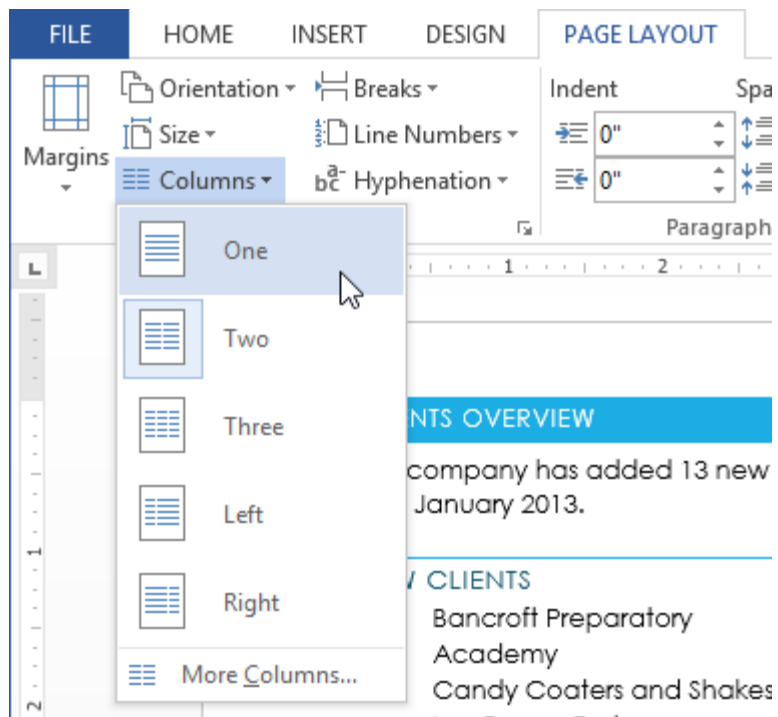 FILE HOME INSERT DESIGN PAGE LAYOUT
Orientation Breaks Indent
Size Line Numbers 0"
Margins
Columns Hyphenation 0"
Paragraph
One
1 2
Two
Three
NTS OVERVIEW
company has added 13 new
Left
January 2013.
1
CLIENTS
Right
Bancroft Preparatory
Academy
More Columns...
Candy Coaters and Shakes
2